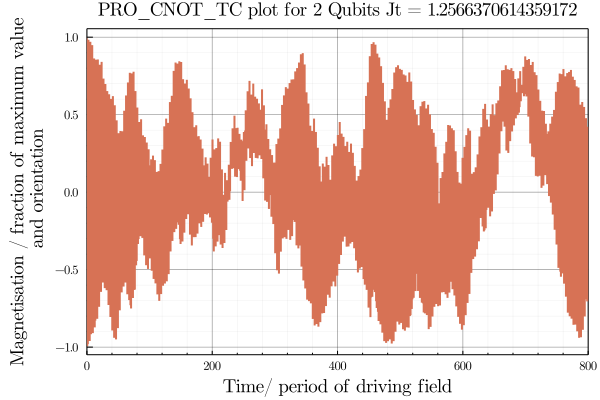 PRO_CNOT_TC plot for 2 Qubits Jt = 1.2566370614359172
Magnetisation / fraction of maximum value
and orientation
1.0
0.5
0.0
−0.5
−1.0
0 200 400 600 800
Time/ period of driving field